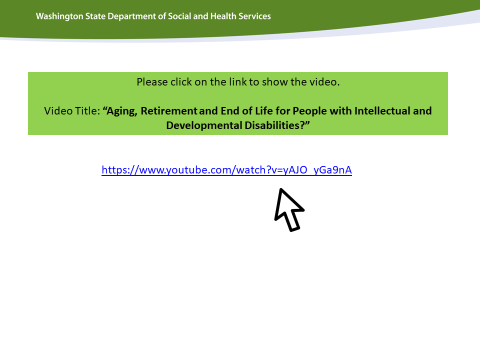 Washington State Department of Social and Health Services
Please click on the link to show the video.
Video Title: “Aging, Retirement and End of Life for People with Intellectual and
Developmental Disabilities?”
https://www.youtube.com/watch?v=yAJO_yGa9nA